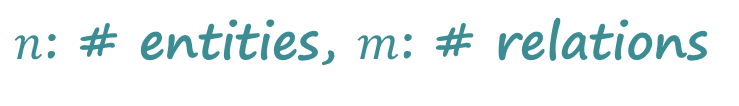 n: # entities, m: # relations